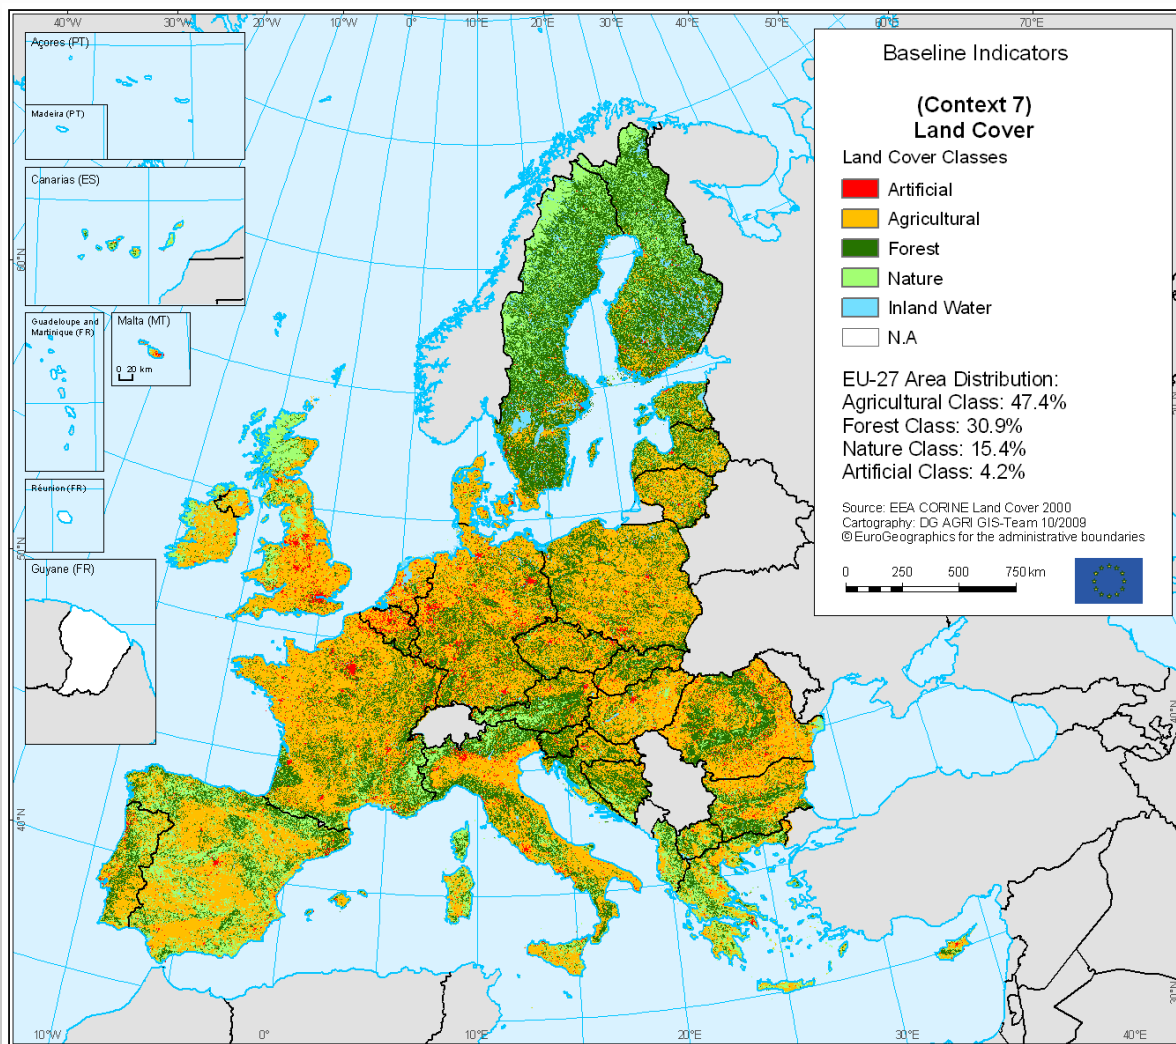 40°W
30°W
20°W
10°W
0°
10°E
20°E
30°E
40°E
50°E
60°E
70°E
Açores (PT)
Madeira (PT)
Canarias (ES)
Guadeloupe and
Martinique (FR)
Malta (MT)
0 20 km
Réunion (FR)
Guyane (FR)
60°N
50°N
40°N
Baseline Indicators
(Context 7)
Land Cover
Land Cover Classes
Artificial
Agricultural
Forest
Nature
Inland Water
N.A
EU-27 Area Distribution:
Agricultural Class: 47.4%
Forest Class: 30.9%
Nature Class: 15.4%
Artificial Class: 4.2%
Source: EEA CORINE Land Cover 2000
Cartography: DG AGRI GIS-Team 10/2009
© EuroGeographics for the administrative boundaries
0 250 500 750 km
10°W
0°
10°E
20°E
30°E
40°E